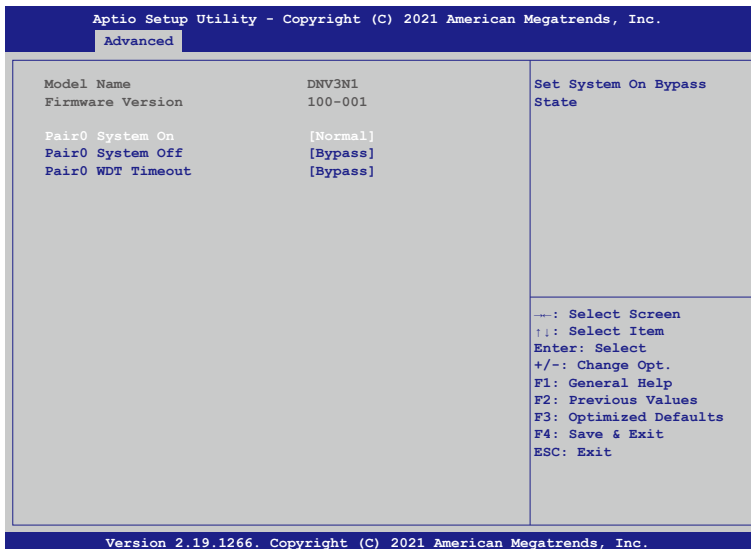 Aptio Setup Utility - Copyright (C) 2021 American Megatrends, Inc.
Advanced
Model Name DNV3N1
Firmware Version 100-001
Pair0 System On [Normal]
Pair0 System Off [Bypass]
Pair0 WDT Timeout [Bypass]
Set System On Bypass
State
→←: Select Screen
↑↓: Select Item
Enter: Select
+/-: Change Opt.
F1: General Help
F2: Previous Values
F3: Optimized Defaults
F4: Save & Exit
ESC: Exit
Version 2.19.1266. Copyright (C) 2021 American Megatrends, Inc.